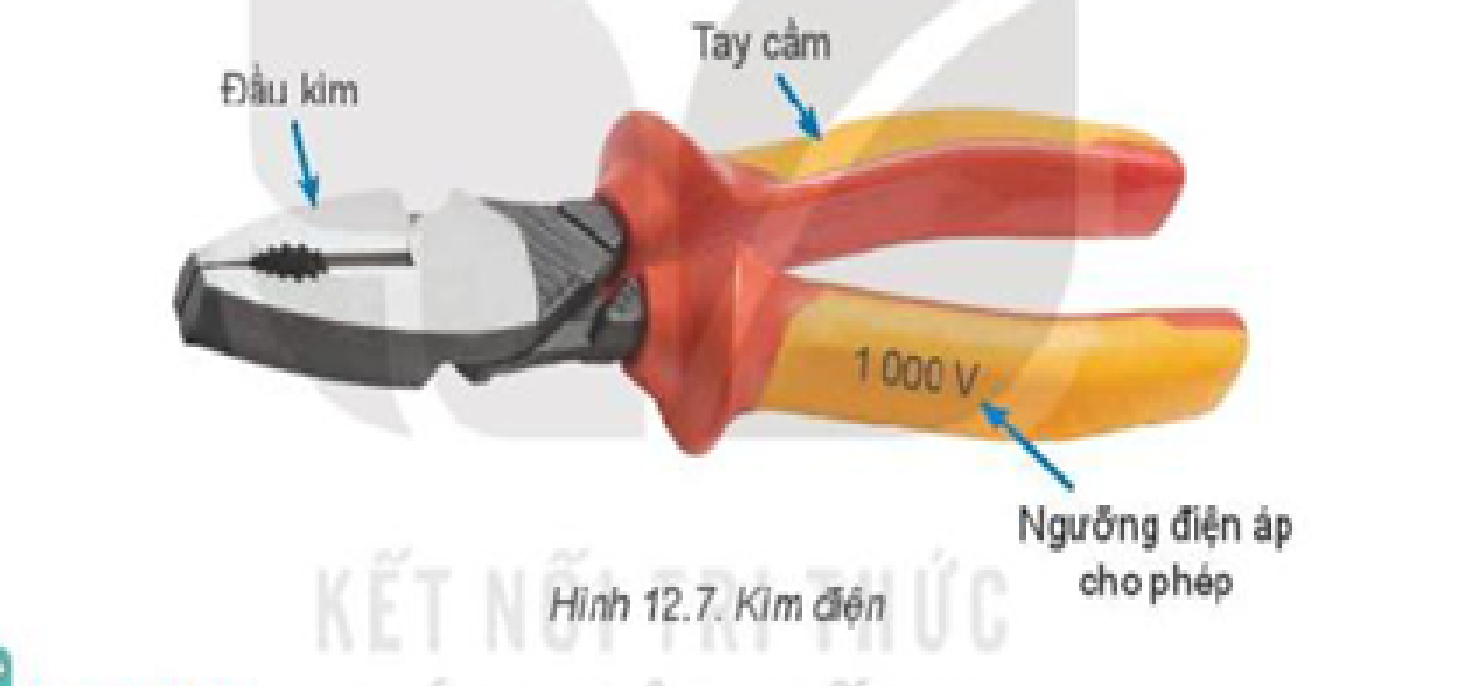 Tay cầm
Đầu kìm
1 000 V
Ngưỡng điện áp
cho phép
Hình 12.7. Kìm điện
KẾT NỐI TRI THỨC